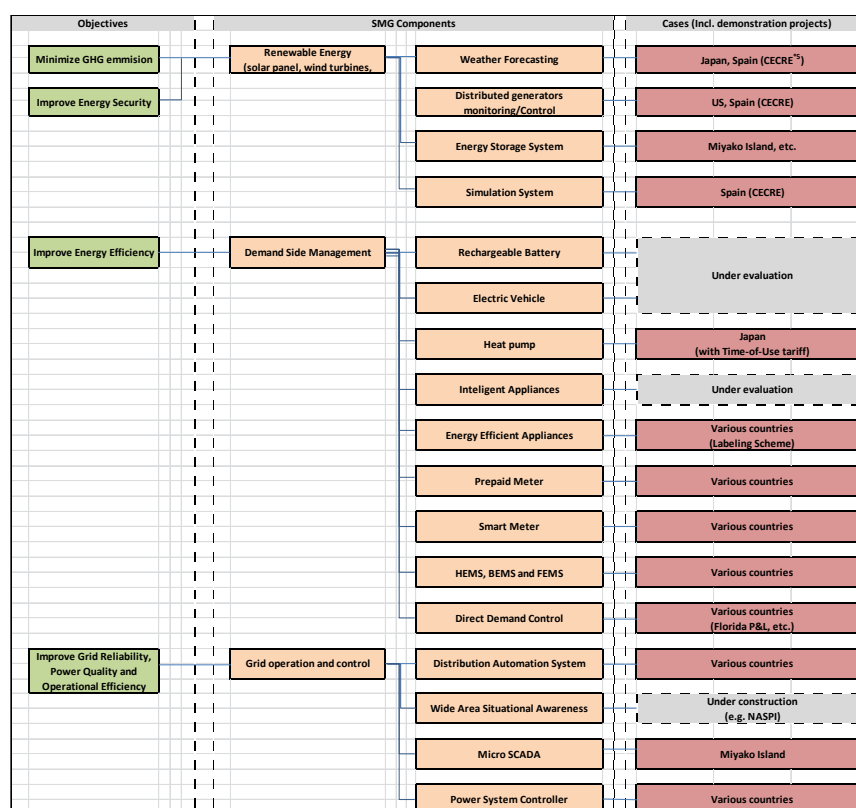 Objectives
SMG Components
Cases (Incl. demonstration projects)
Minimize GHG emmision
Renewable Energy
(solar panel, wind turbines,
Weather Forecasting
Japan, Spain (CECRE*5)
Improve Energy Security
Distributed generators
monitoring/Control
US, Spain (CECRE)
Energy Storage System
Miyako Island, etc.
Simulation System
Spain (CECRE)
Improve Energy Efficiency
Demand Side Management
Rechargeable Battery
Under evaluation
Electric Vehicle
Heat pump
Japan
(with Time-of-Use tariff)
Inteligent Appliances
Under evaluation
Energy Efficient Appliances
Various countries
(Labeling Scheme)
Prepaid Meter
Various countries
Smart Meter
Various countries
HEMS, BEMS and FEMS
Various countries
Direct Demand Control
Various countries
(Florida P&L, etc.)
Improve Grid Reliability,
Power Quality and
Operational Efficiency
Grid operation and control
Distribution Automation System
Various countries
Wide Area Situational Awareness
Under construction
(e.g. NASPI)
Micro SCADA
Miyako Island
Power System Controller
Various countries